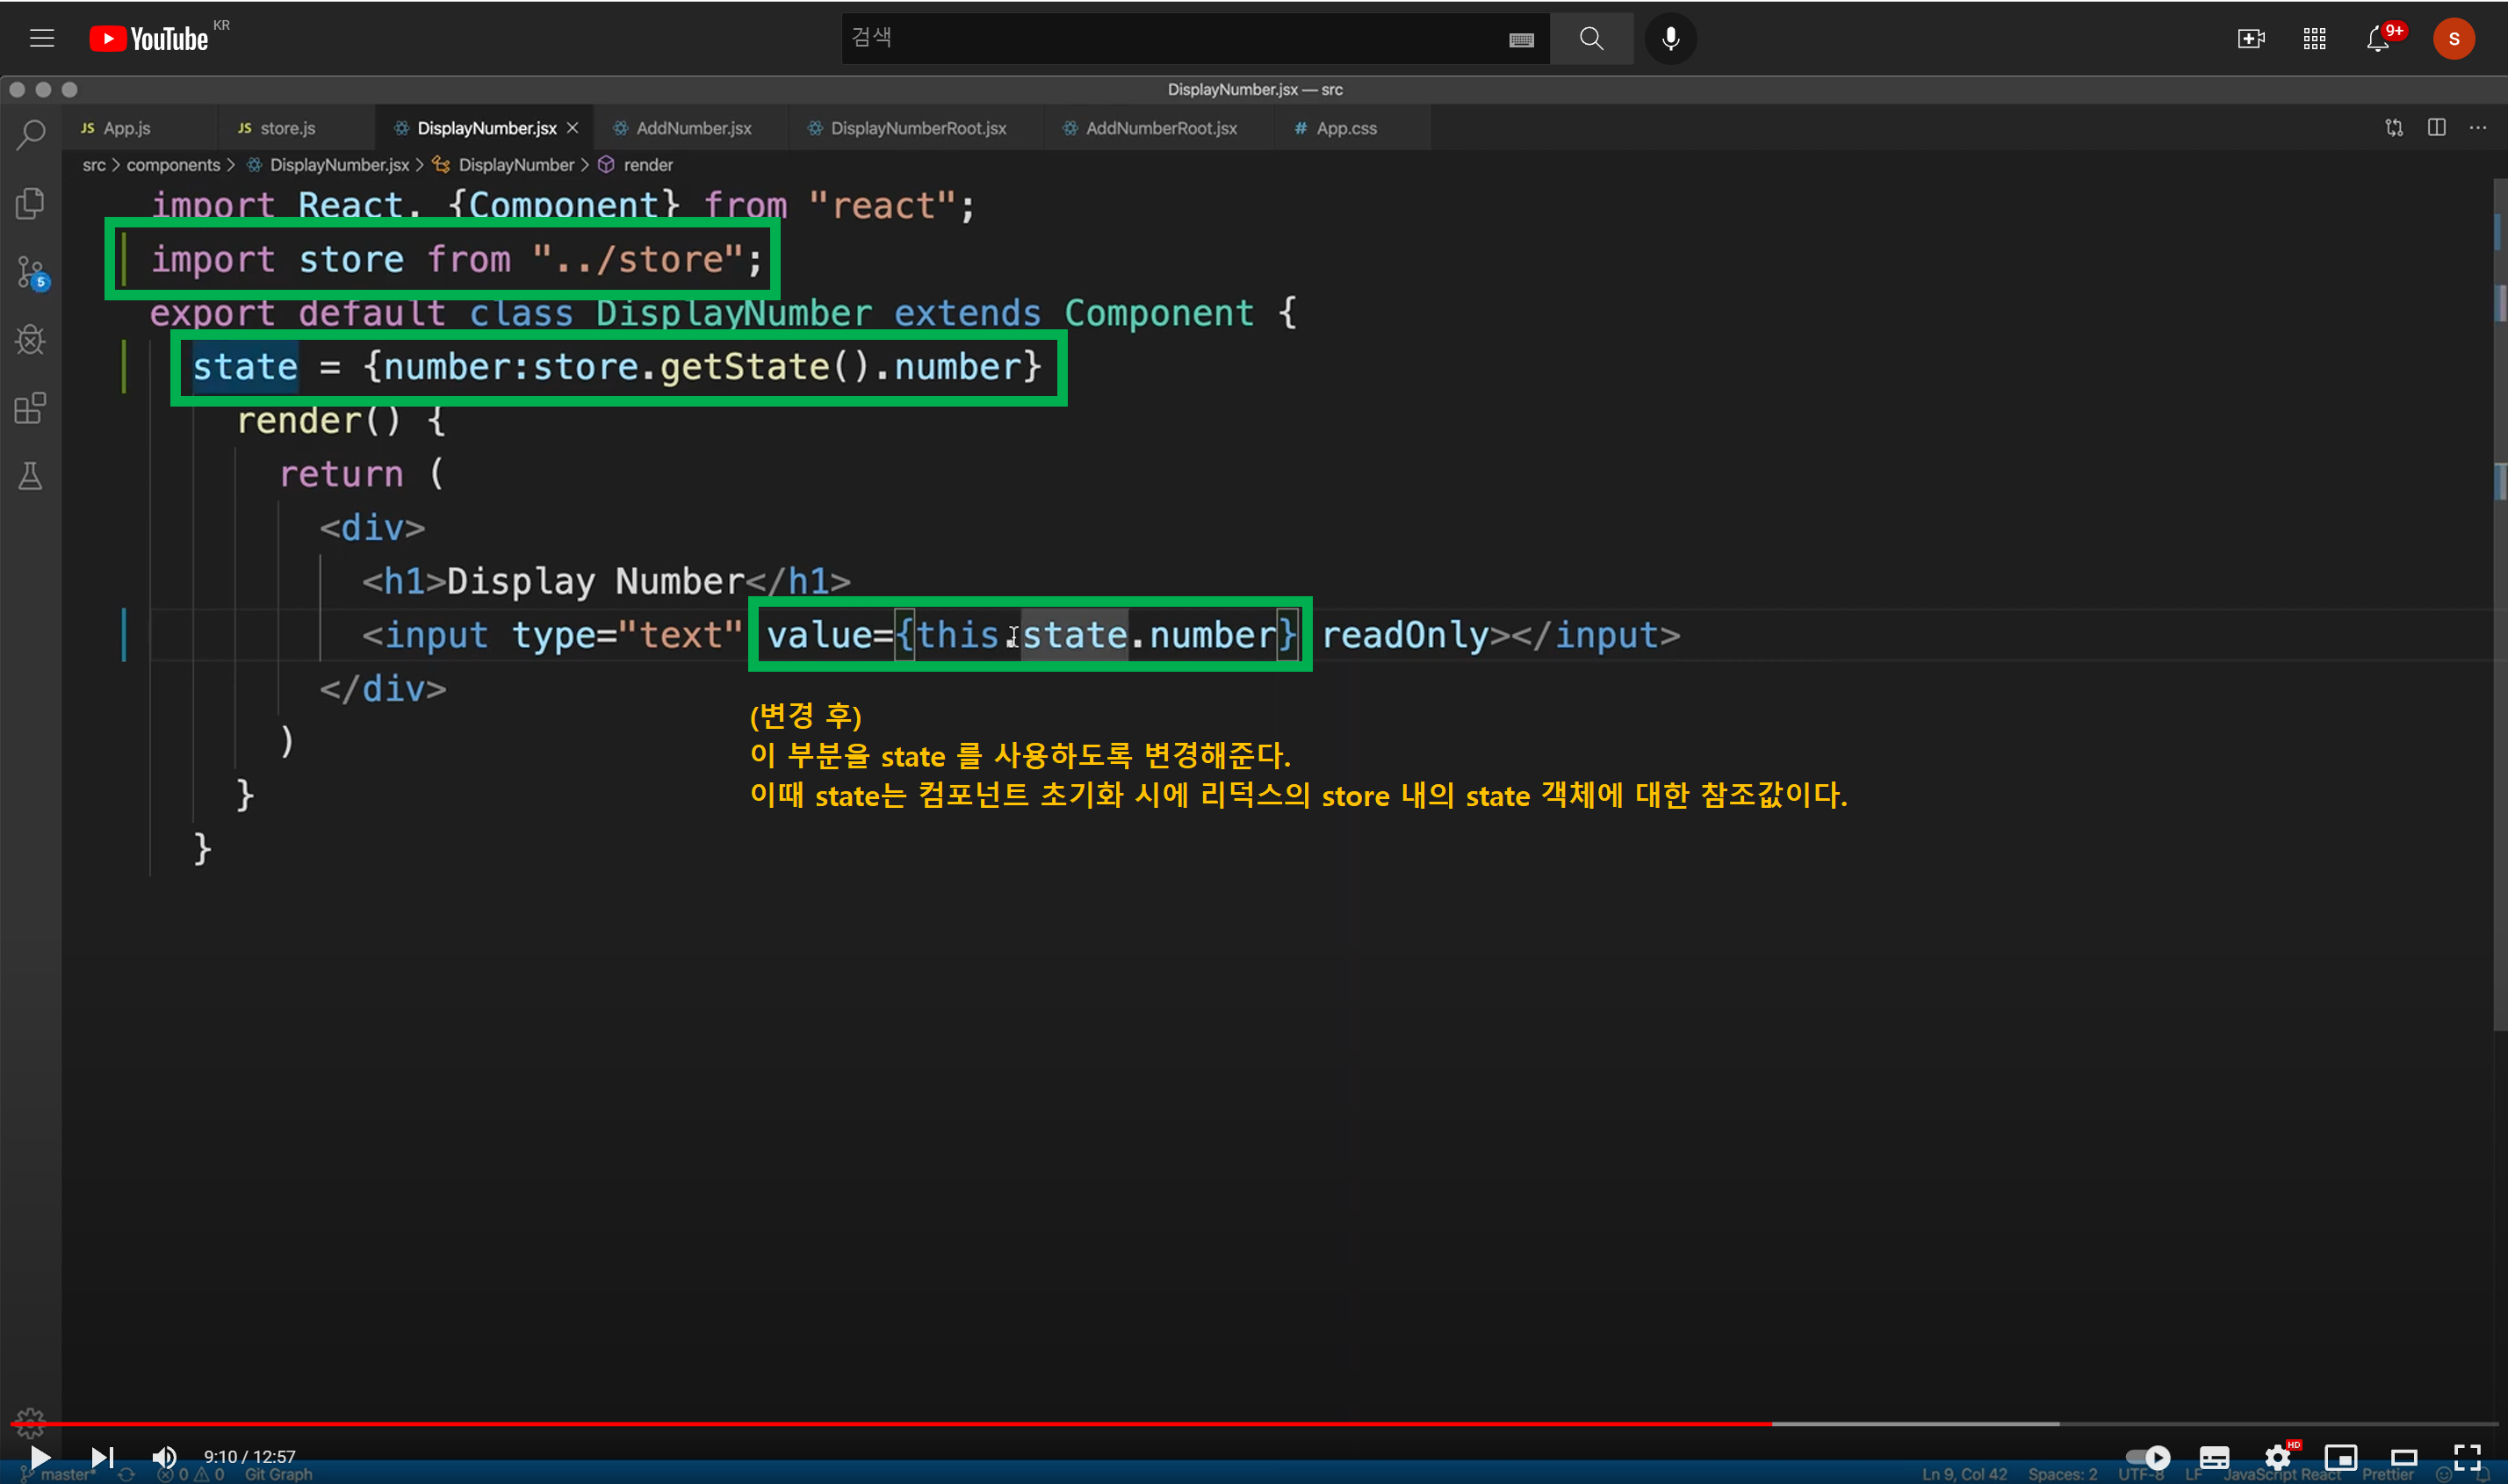 YouTube KR
검색
9+
S
DisplayNumber.jsx — src
JS App.js
JS store.js
DisplayNumber.jsx
AddNumber.jsx
DisplayNumberRoot.jsx
AddNumberRoot.jsx
# App.css
src > components > DisplayNumber.jsx > DisplayNumber > render
5
import React, {Component} from "react";
import store from "../store";
export default class DisplayNumber extends Component {
state = {number:store.getState().number}
render() {
return (
<div>
<h1>Display Number</h1>
<input type="text" value={this.state.number} readOnly></input>
</div>
)
}
}
(변경 후)
이 부분을 state 를 사용하도록 변경해준다.
이때 state는 컴포넌트 초기화 시에 리덕스의 store 내의 state 객체에 대한 참조값이다.
9:10 / 12:57
HD
master* 0 0 Git Graph
Ln 9, Col 42 Spaces: 2 UTF-8 LF JavaScript React Prettier